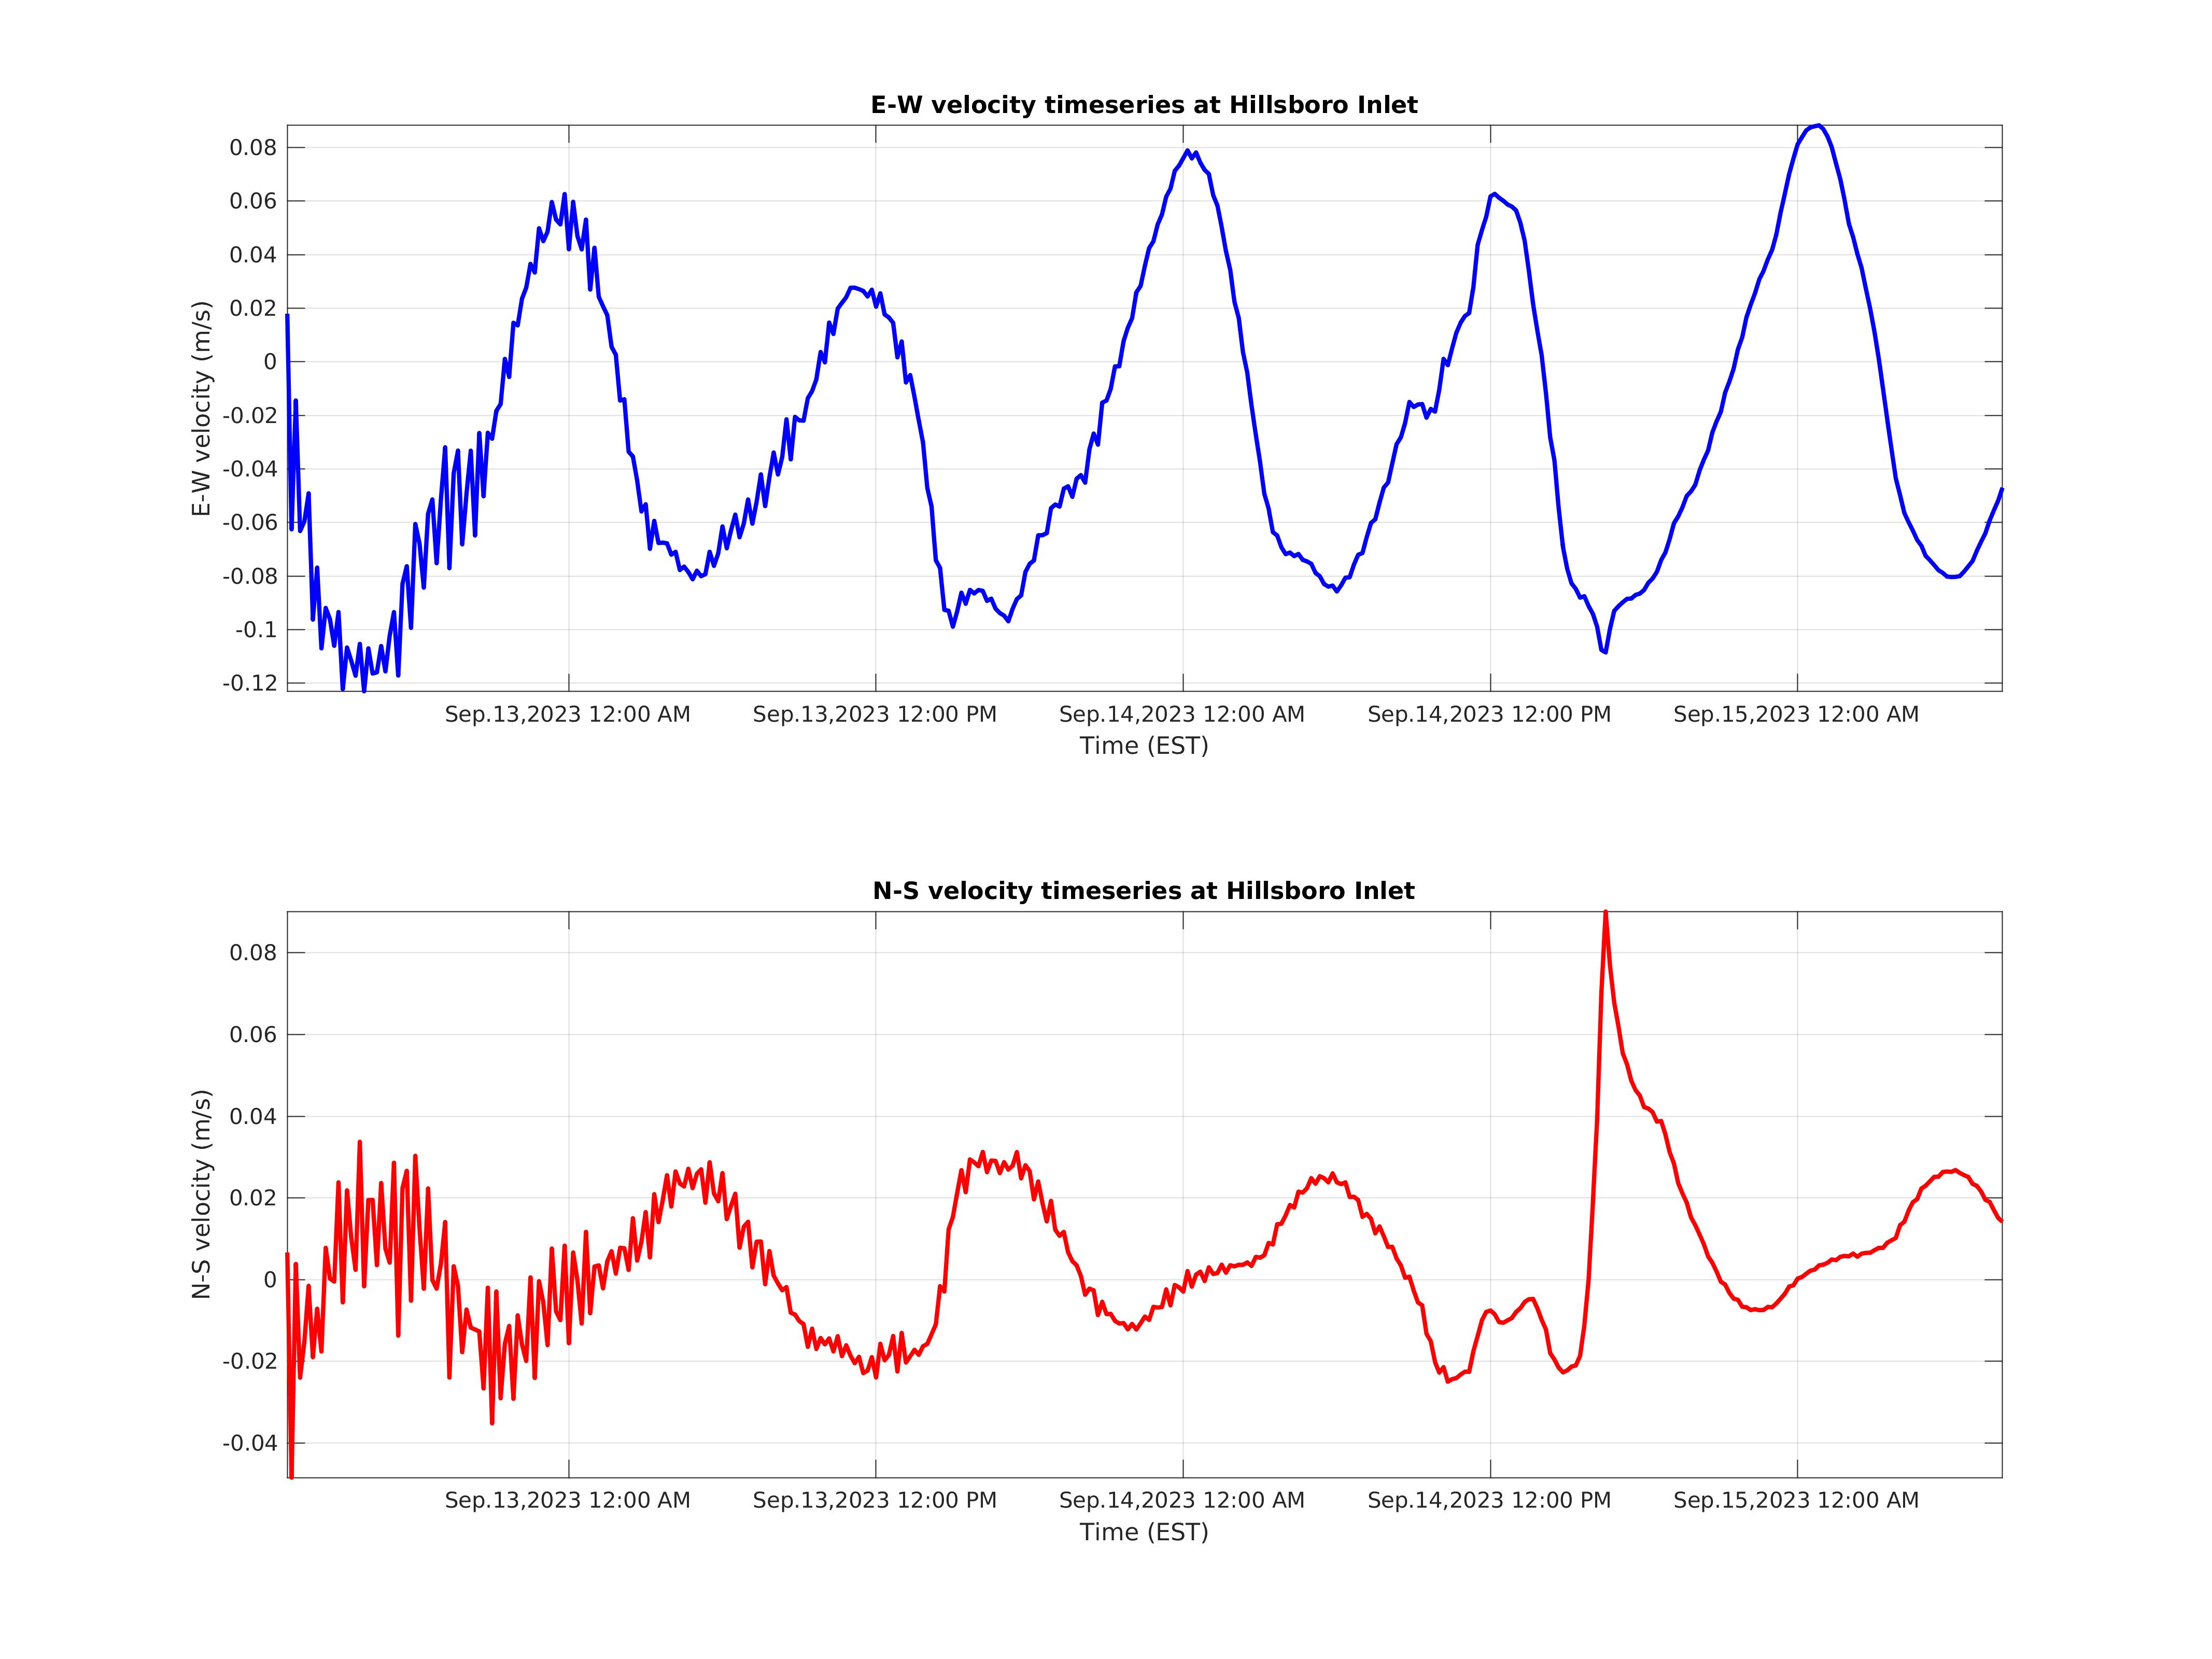 E-W velocity timeseries at Hillsboro Inlet
E-W velocity (m/s)
0.08
0.06
0.04
0.02
0
-0.02
-0.04
-0.06
-0.08
-0.1
-0.12
Sep.13,2023 12:00 AM Sep.13,2023 12:00 PM Sep.14,2023 12:00 AM Sep.14,2023 12:00 PM Sep.15,2023 12:00 AM
Time (EST)
N-S velocity timeseries at Hillsboro Inlet
N-S velocity (m/s)
0.08
0.06
0.04
0.02
0
-0.02
-0.04
Sep.13,2023 12:00 AM Sep.13,2023 12:00 PM Sep.14,2023 12:00 AM Sep.14,2023 12:00 PM Sep.15,2023 12:00 AM
Time (EST)